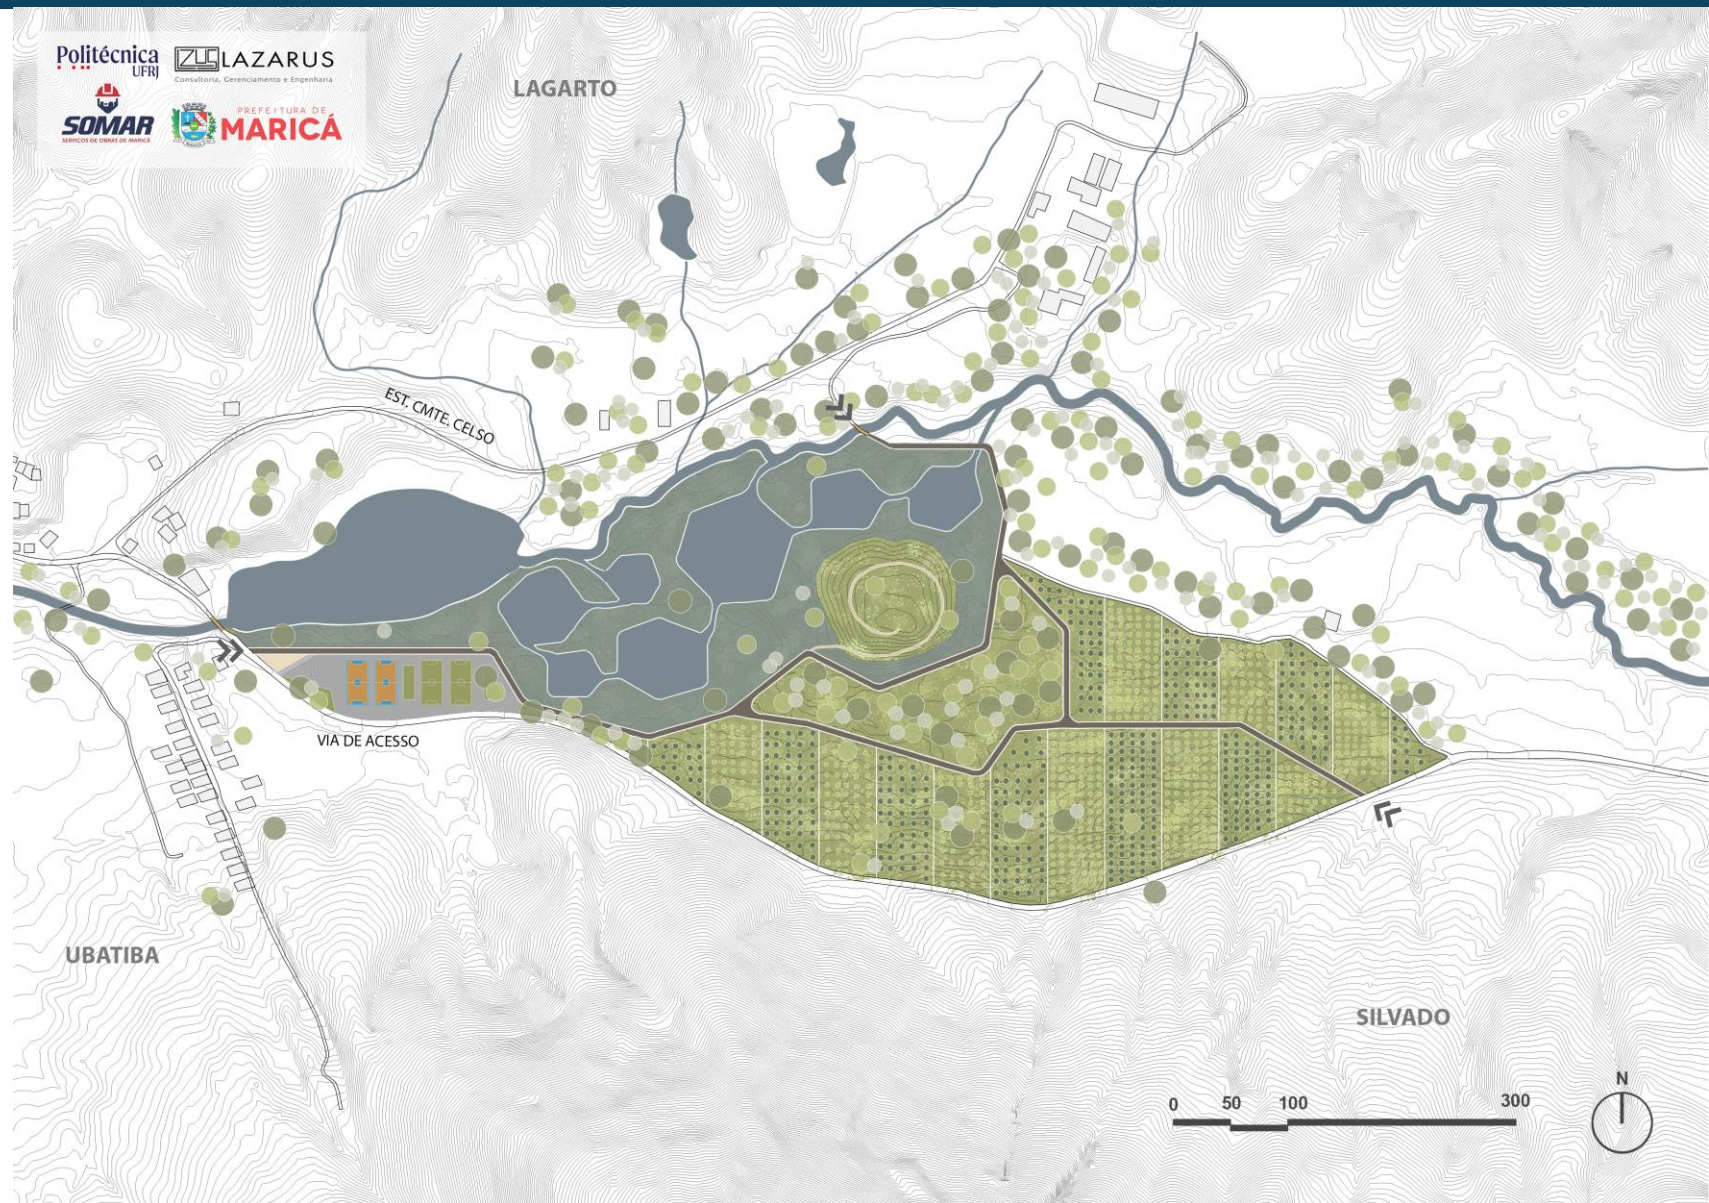 Politécnica
UFRJ
LAZARUS
Consultoria, Gerenciamento e Engenharia
SOMAR
SERVIÇOS DE OBRAS DE MARICÁ
PREFEITURA DE
MARICÁ
LAGARTO
EST. CMTE. CELSO
VIA DE ACESSO
UBATIBA
SILVADO
0 50 100 300
N